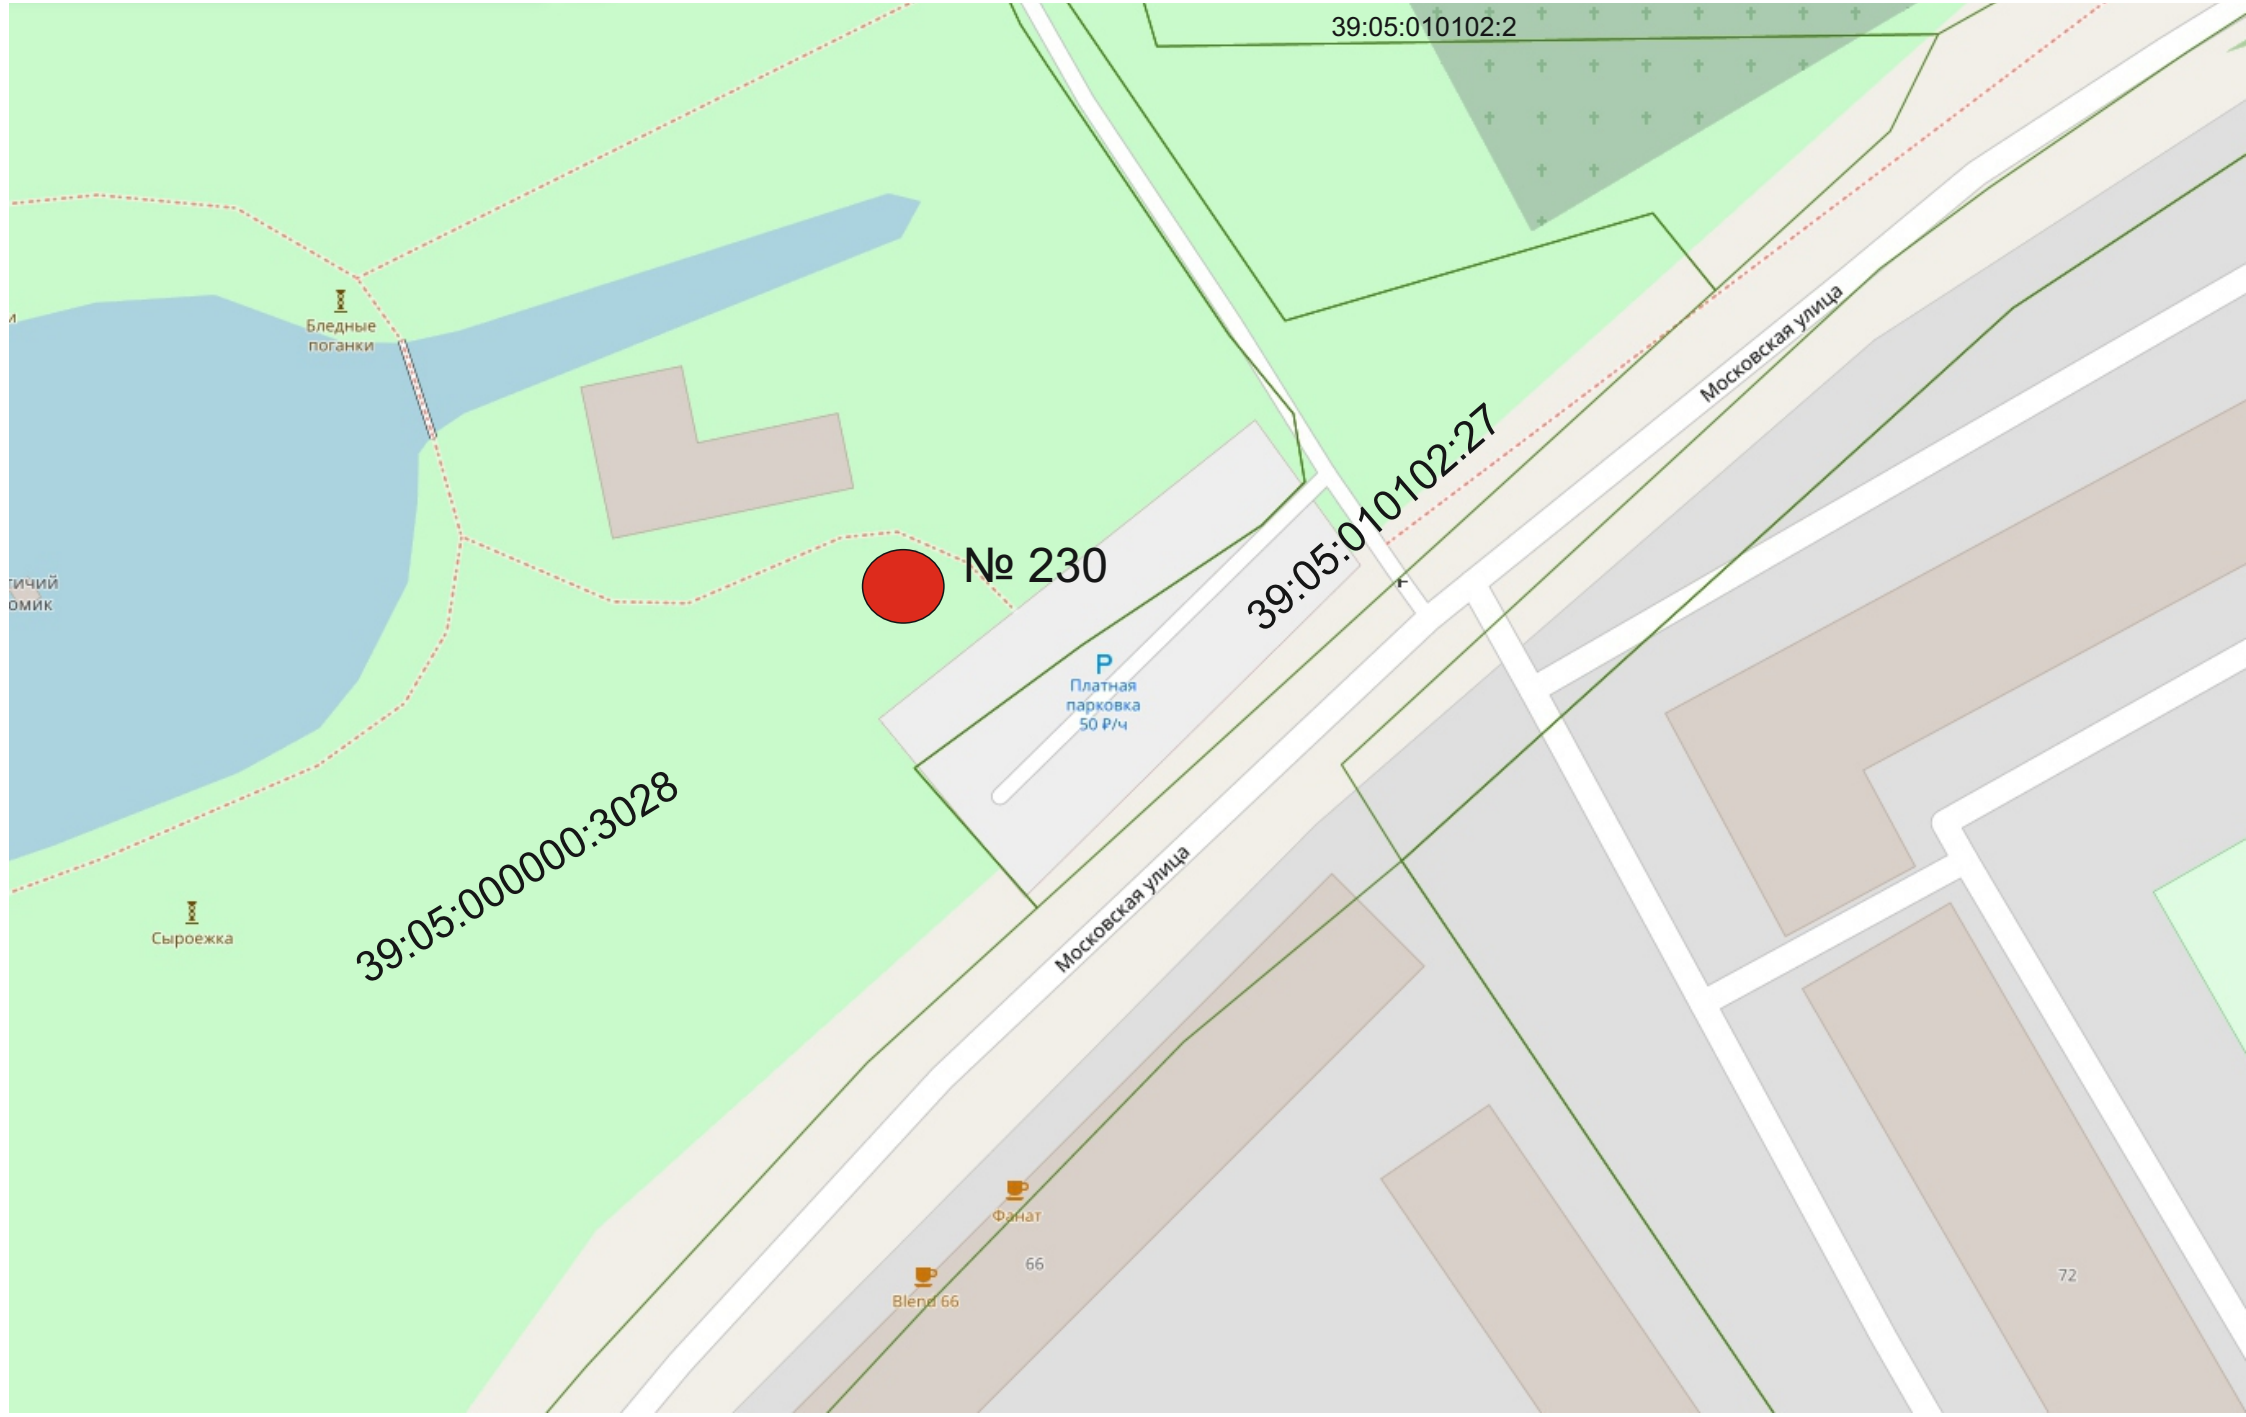 39:05:010102:2
Московская улица
Бледные
поганки
39:05:010102:27
№ 230
Р
Платная
парковка
50 ₽/ч
39:05:000000:3028
Московская улица
Сыроежка
Фанат
66
Blend 66
72